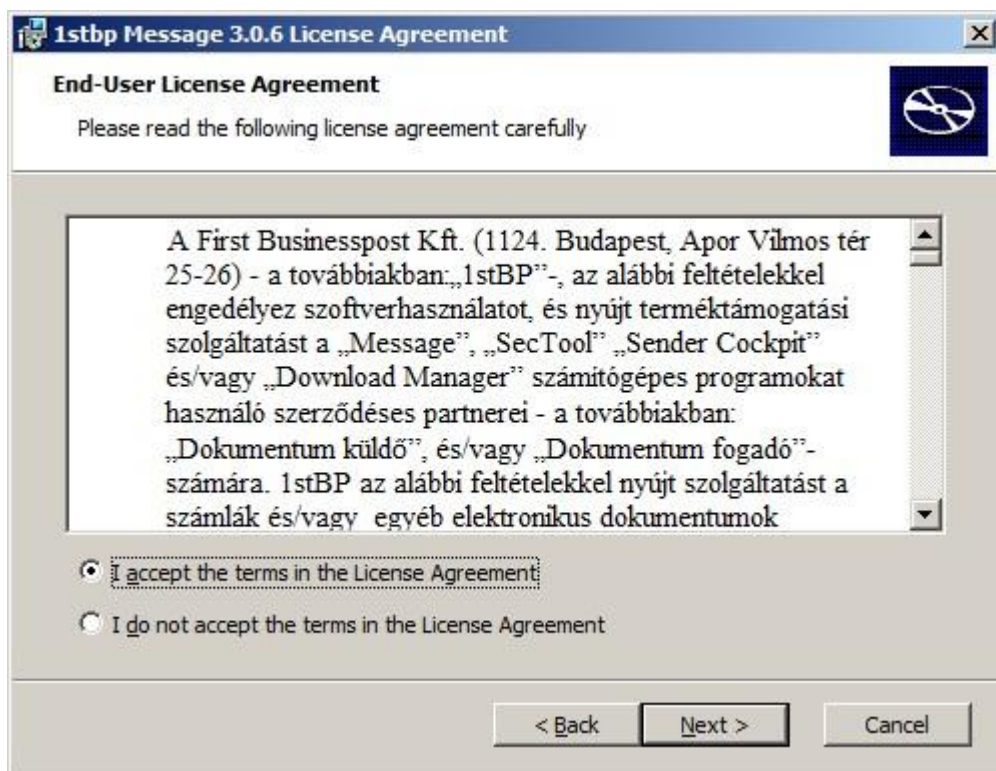 1stbp Message 3.0.6 License Agreement
End-User License Agreement
Please read the following license agreement carefully
A First Businesspost Kft. (1124. Budapest, Apor Vilmos tér
25-26) - a továbbiakban:„1stBP”-, az alábbi feltételekkel
engedélyez szoftverhasználatot, és nyújt terméktámogatási
szolgáltatást a „Message”, „SecTool” „Sender Cockpit”
és/vagy „Download Manager” számítógépes programokat
használó szerződéses partnerei - a továbbiakban:
„Dokumentum küldő”, és/vagy „Dokumentum fogadó”-
számára. 1stBP az alábbi feltételekkel nyújt szolgáltatást a
számlák és/vagy egyéb elektronikus dokumentumok
I accept the terms in the License Agreement
I do not accept the terms in the License Agreement
< Back Next > Cancel